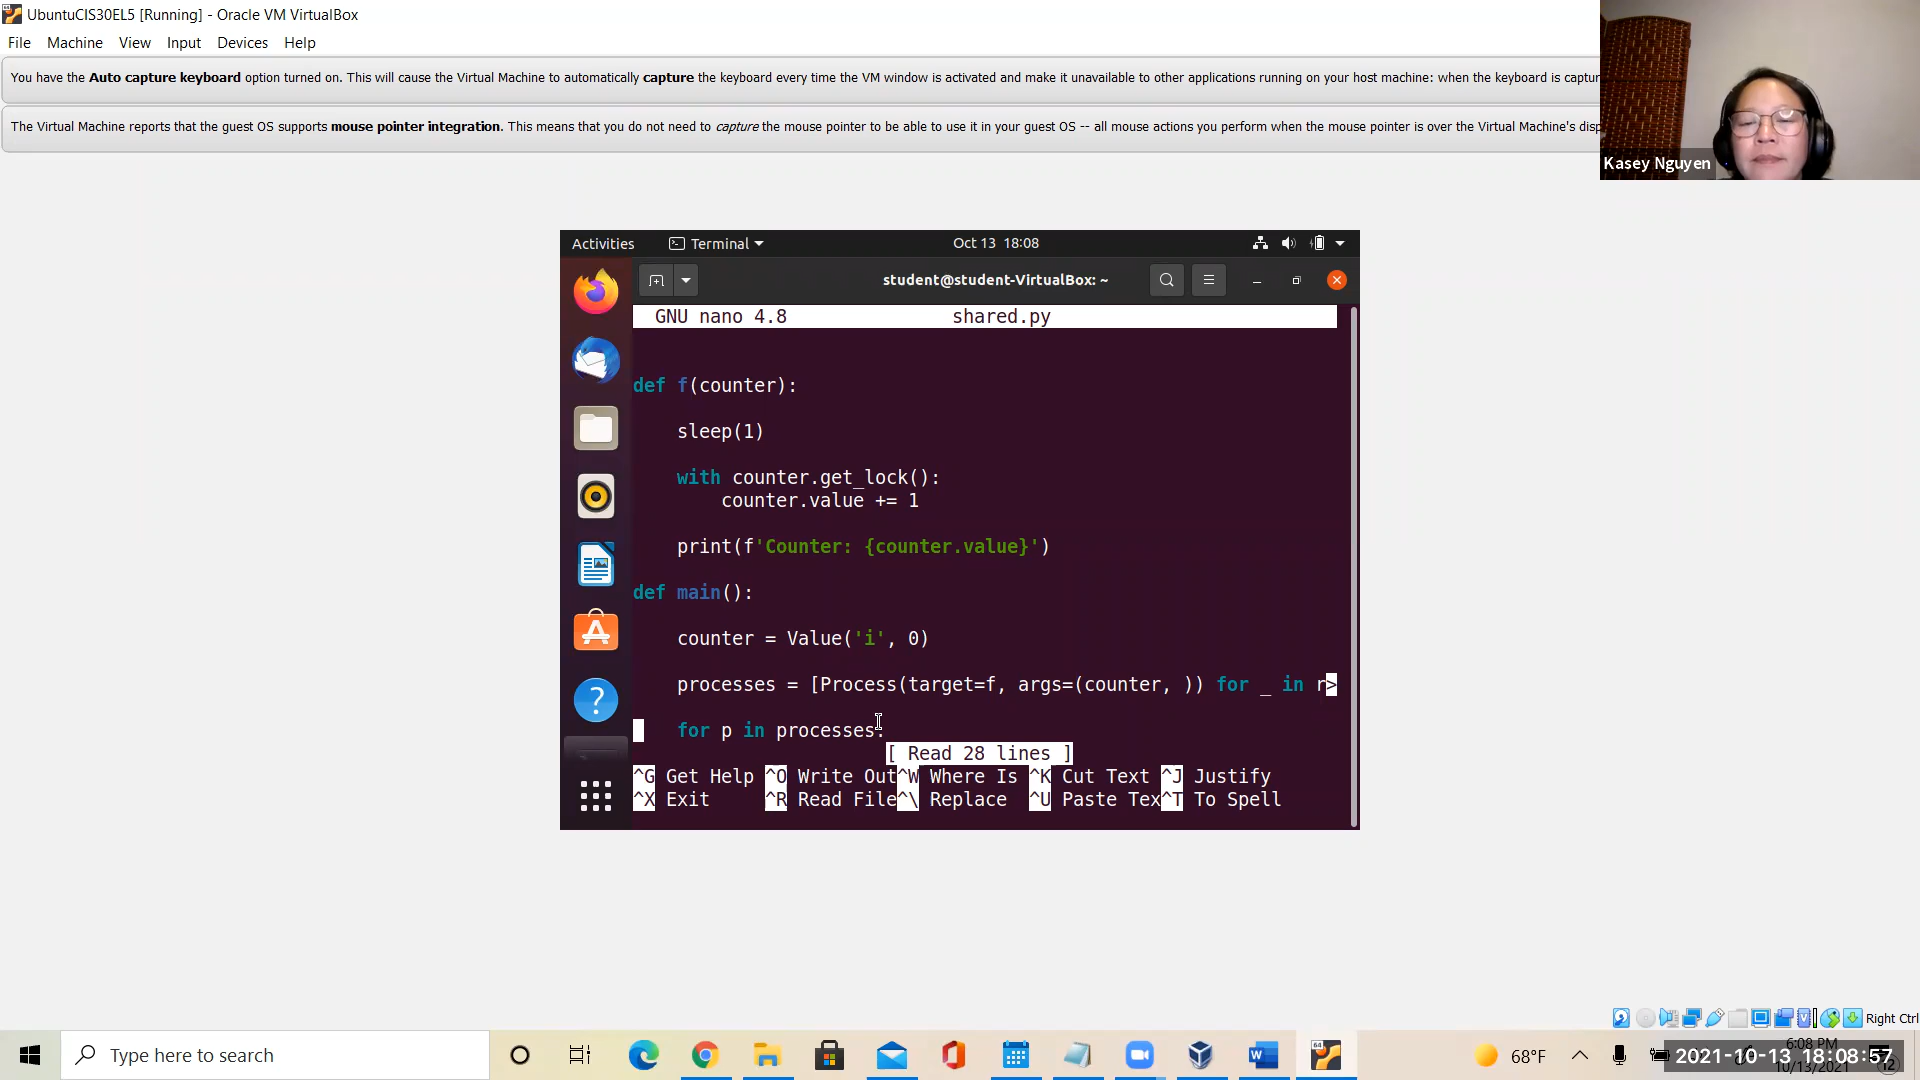 UbuntuCIS30EL5 [Running] - Oracle VM VirtualBox
File Machine View Input Devices Help
You have the Auto capture keyboard option turned on. This will cause the Virtual Machine to automatically capture the keyboard every time the VM window is activated and make it unavailable to other applications running on your host machine: when the keyboard is captur
The Virtual Machine reports that the guest OS supports mouse pointer integration. This means that you do not need to capture the mouse pointer to be able to use it in your guest OS -- all mouse actions you perform when the mouse pointer is over the Virtual Machine's disp
Kasey Nguyen
Activities Terminal Oct 13 18:08
student@student-VirtualBox: ~
GNU nano 4.8 shared.py
def f(counter):
sleep(1)
with counter.get_lock():
counter.value += 1
print(f'Counter: {counter.value}')
def main():
counter = Value('i', 0)
processes = [Process(target=f, args=(counter, )) for _ in r>
for p in processes:
[ Read 28 lines ]
^G Get Help ^O Write Out ^W Where Is ^K Cut Text ^J Justify
^X Exit ^R Read File ^\ Replace ^U Paste Tex ^T To Spell
Right Ctrl
Type here to search
68°F
6:08 PM
2021-10-13 18:08:57
10/13/2021